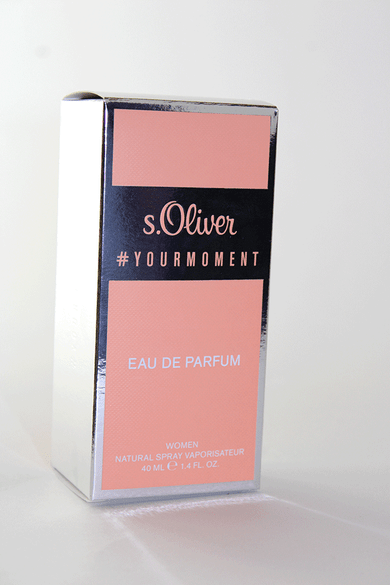 s.Oliver
#YOURMOMENT
EAU DE PARFUM
WOMEN
NATURAL SPRAY VAPORISATEUR
40 ML ℮ 1.4 FL. OZ.